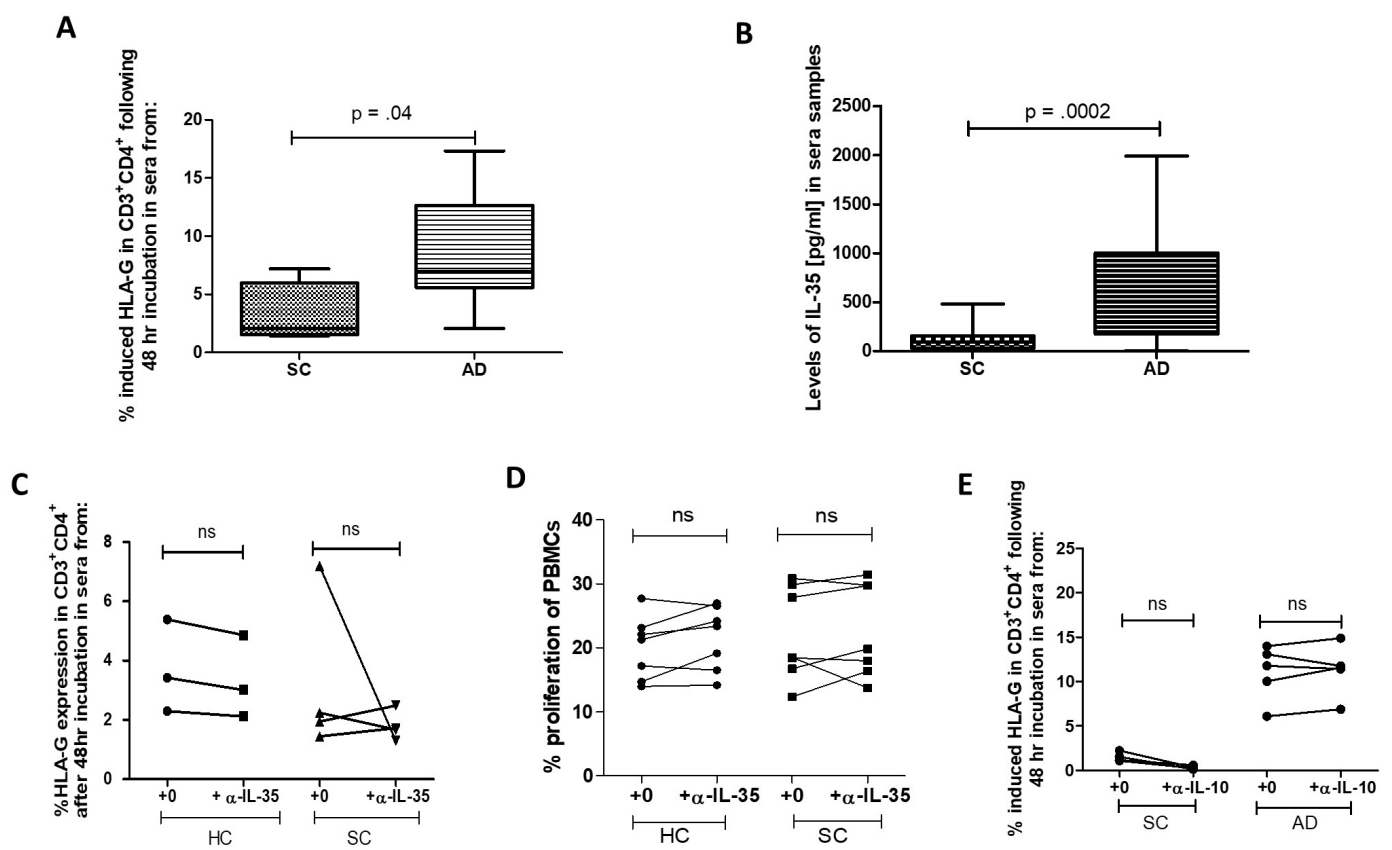 A
% induced HLA-G in CD3+CD4+ following
48 hr incubation in sera from:
20
15
10
5
0
p = .04
SC
AD
B
Levels of IL-35 [pg/ml] in sera samples
2500
2000
1500
1000
500
0
p = .0002
SC
AD
C
%HLA-G expression in CD3+CD4+
after 48hr incubation in sera from:
8
6
4
2
0
ns
ns
+0
+ α-IL-35
+0
+α-IL-35
HC
SC
D
% proliferation of PBMCs
40
30
20
10
0
ns
ns
+0
+α-IL-35
+0
+α-IL-35
HC
SC
E
% induced HLA-G in CD3+CD4+ following
48 hr incubation in sera from:
25
20
15
10
5
0
ns
ns
+0
+α-IL-10
+0
+α-IL-10
SC
AD